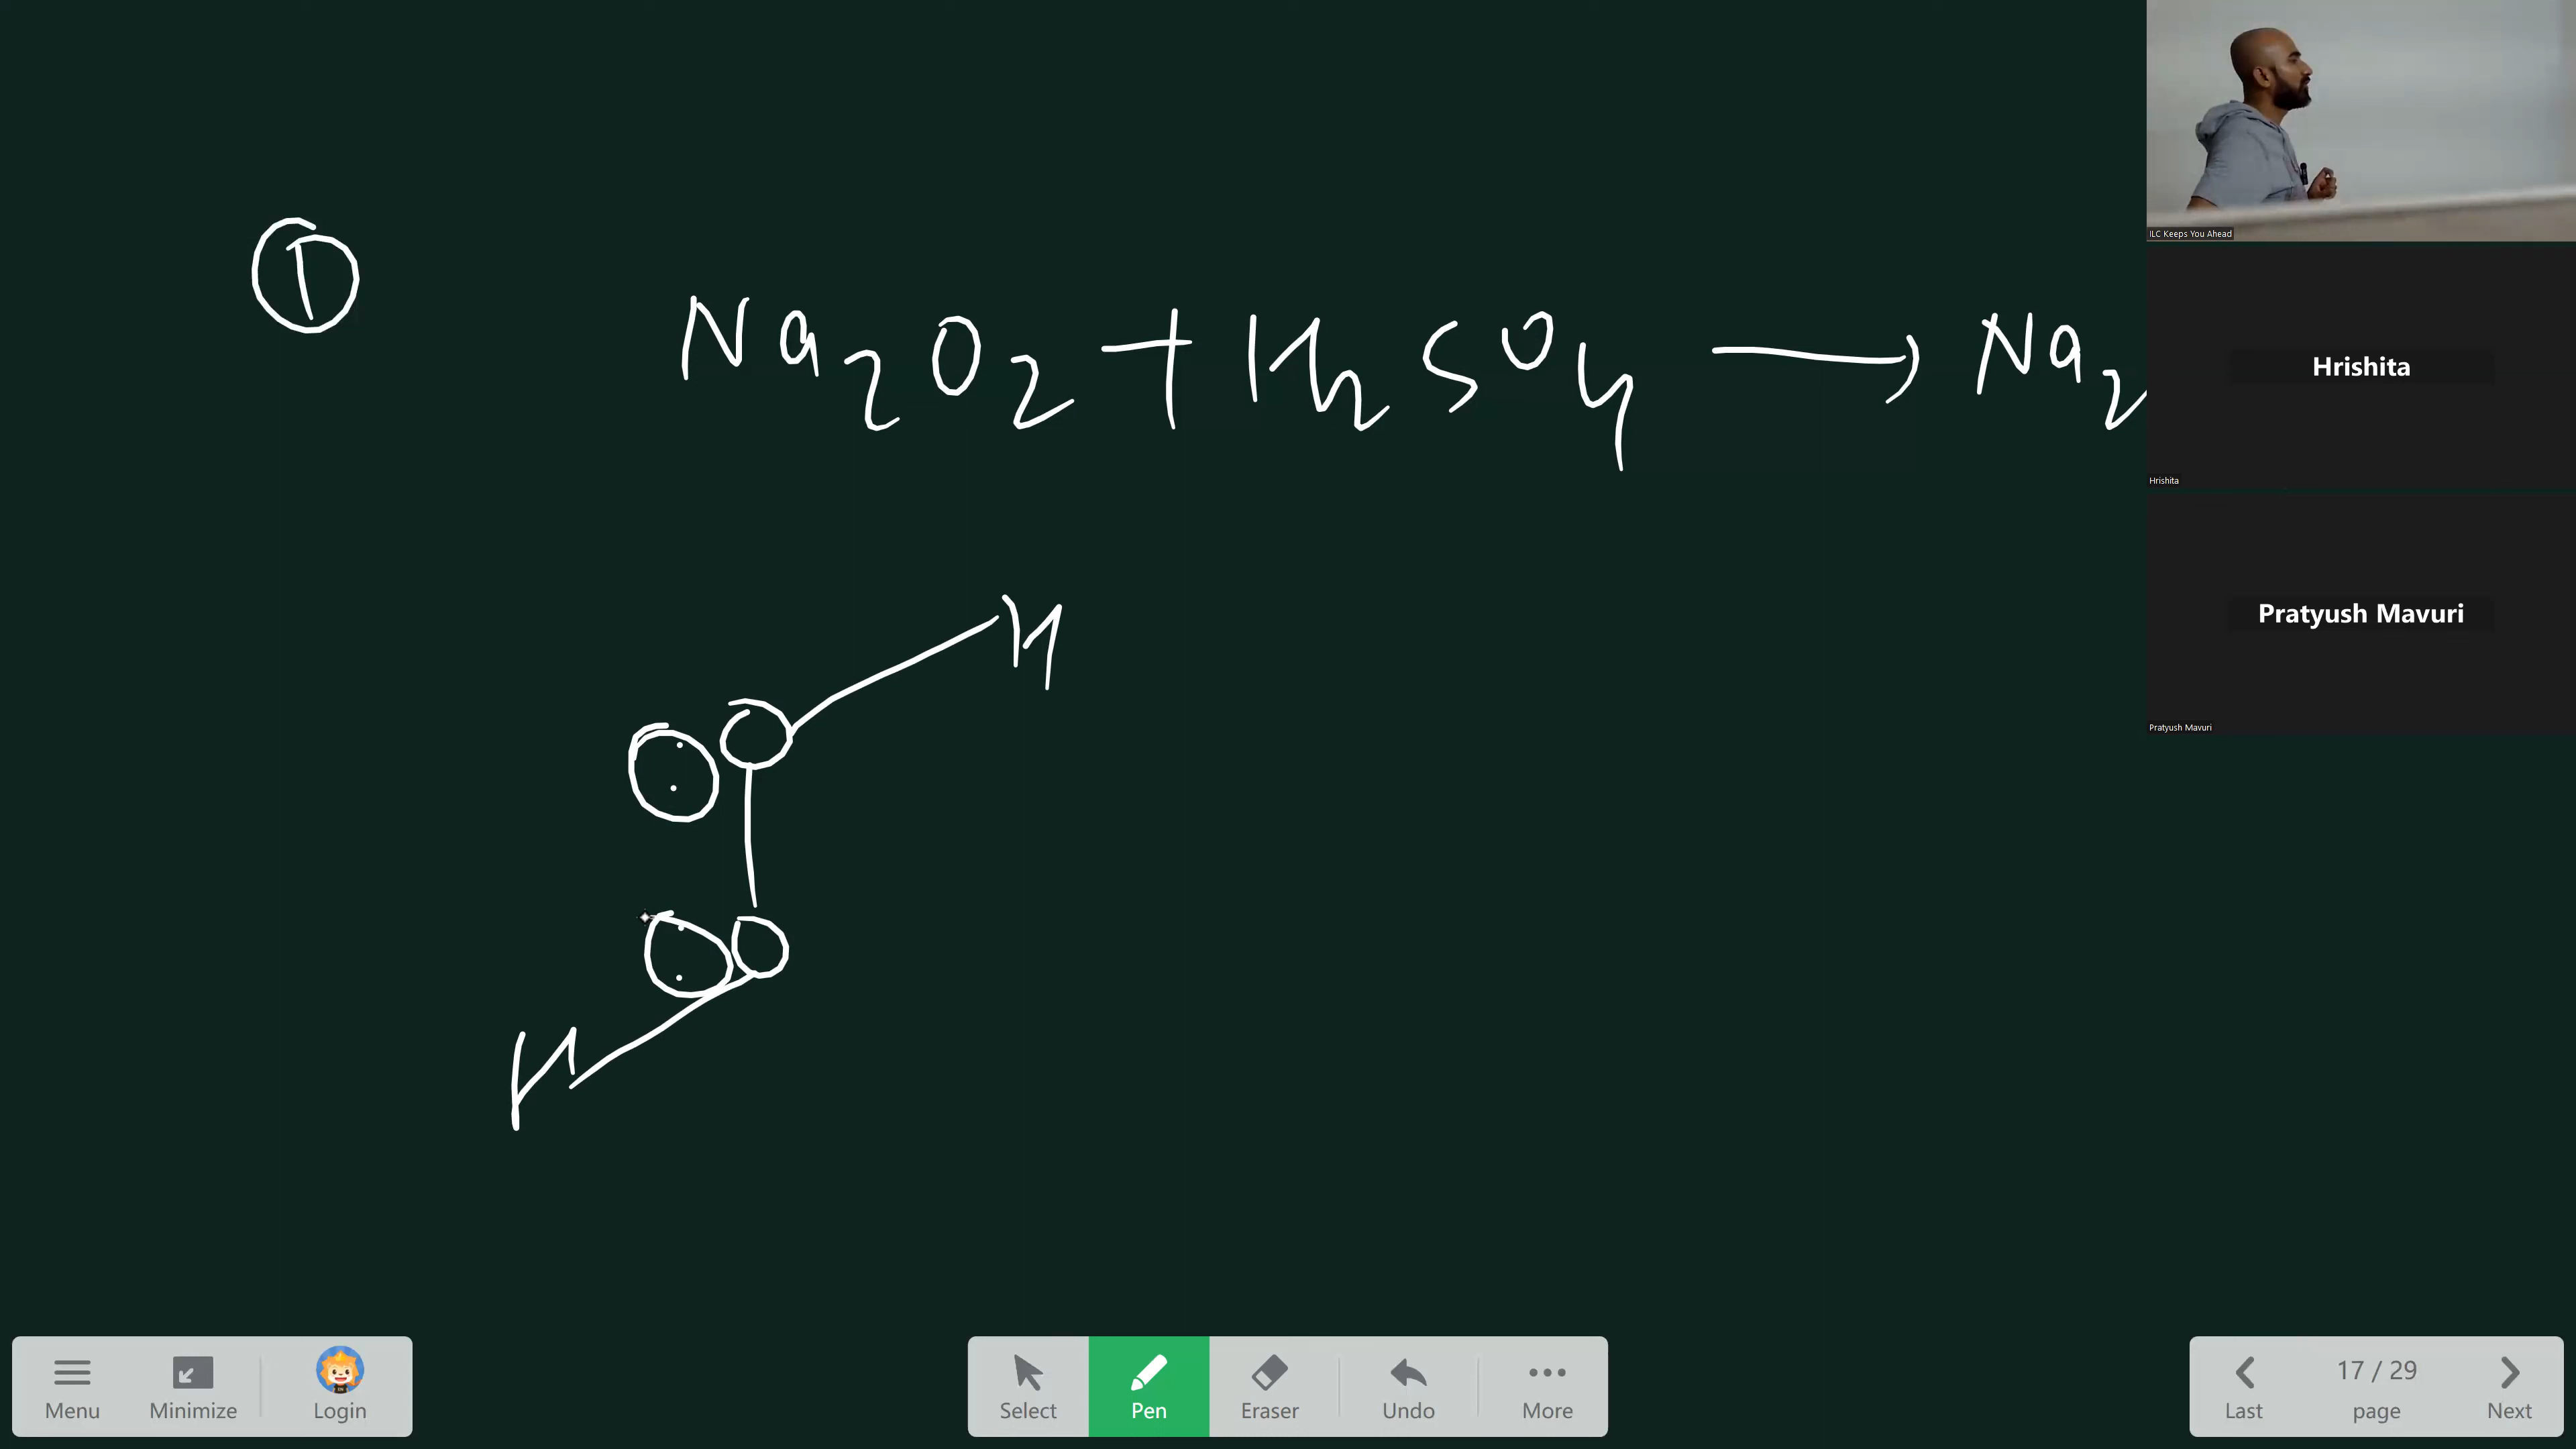 ①
Na2O2 + H2SO4 → Na2
H
O
O
H
ILC Keeps You Ahead
Hrishita
Hrishita
Pratyush Mavuri
Pratyush Mavuri
Menu Minimize Login
Select Pen Eraser Undo More
17 / 29
Last page Next